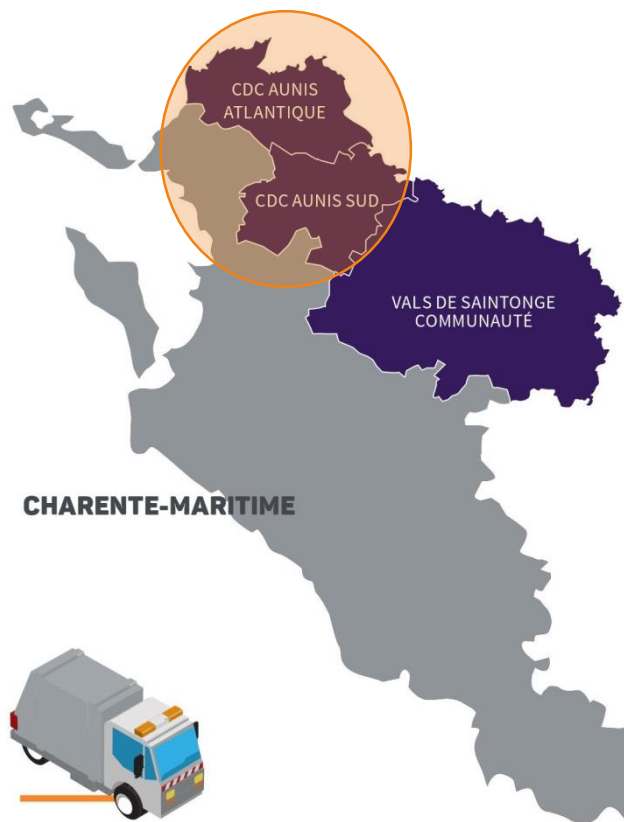 CDC AUNIS
ATLANTIQUE
CDC AUNIS SUD
VALS DE SAINTONGE
COMMUNAUTÉ
CHARENTE-MARITIME